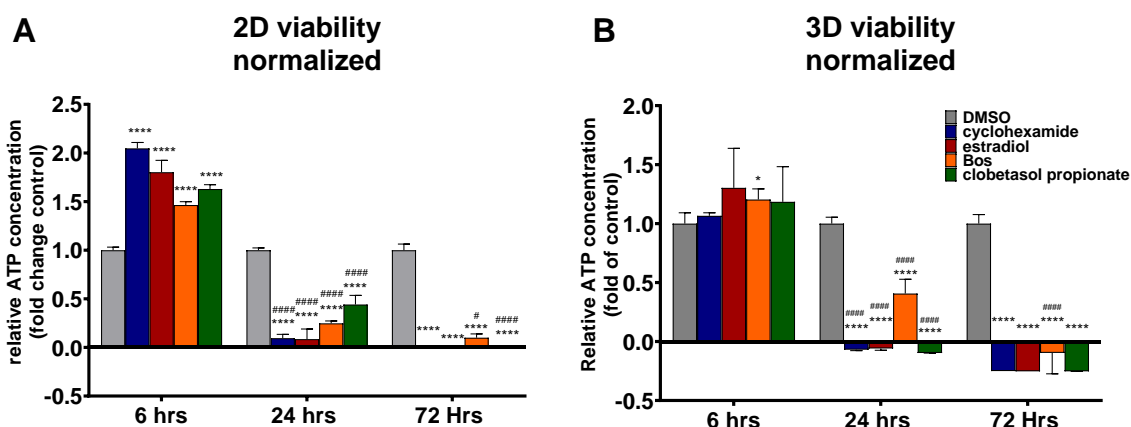 A
2D viability
normalized
relative ATP concentration
(fold change control)
2.5
2.0
1.5
1.0
0.5
0.0
-0.5
****
****
****
****
####
****
####
****
####
****
####
****
****
****
#
****
####
****
6 hrs
24 hrs
72 Hrs
B
3D viability
normalized
Relative ATP concentration
(fold of control)
2.0
1.5
1.0
0.5
0.0
-0.5
DMSO
cyclohexamide
estradiol
Bos
clobetasol propionate
*
####
****
####
****
####
****
####
****
****
****
####
****
****
6 hrs
24 hrs
72 Hrs